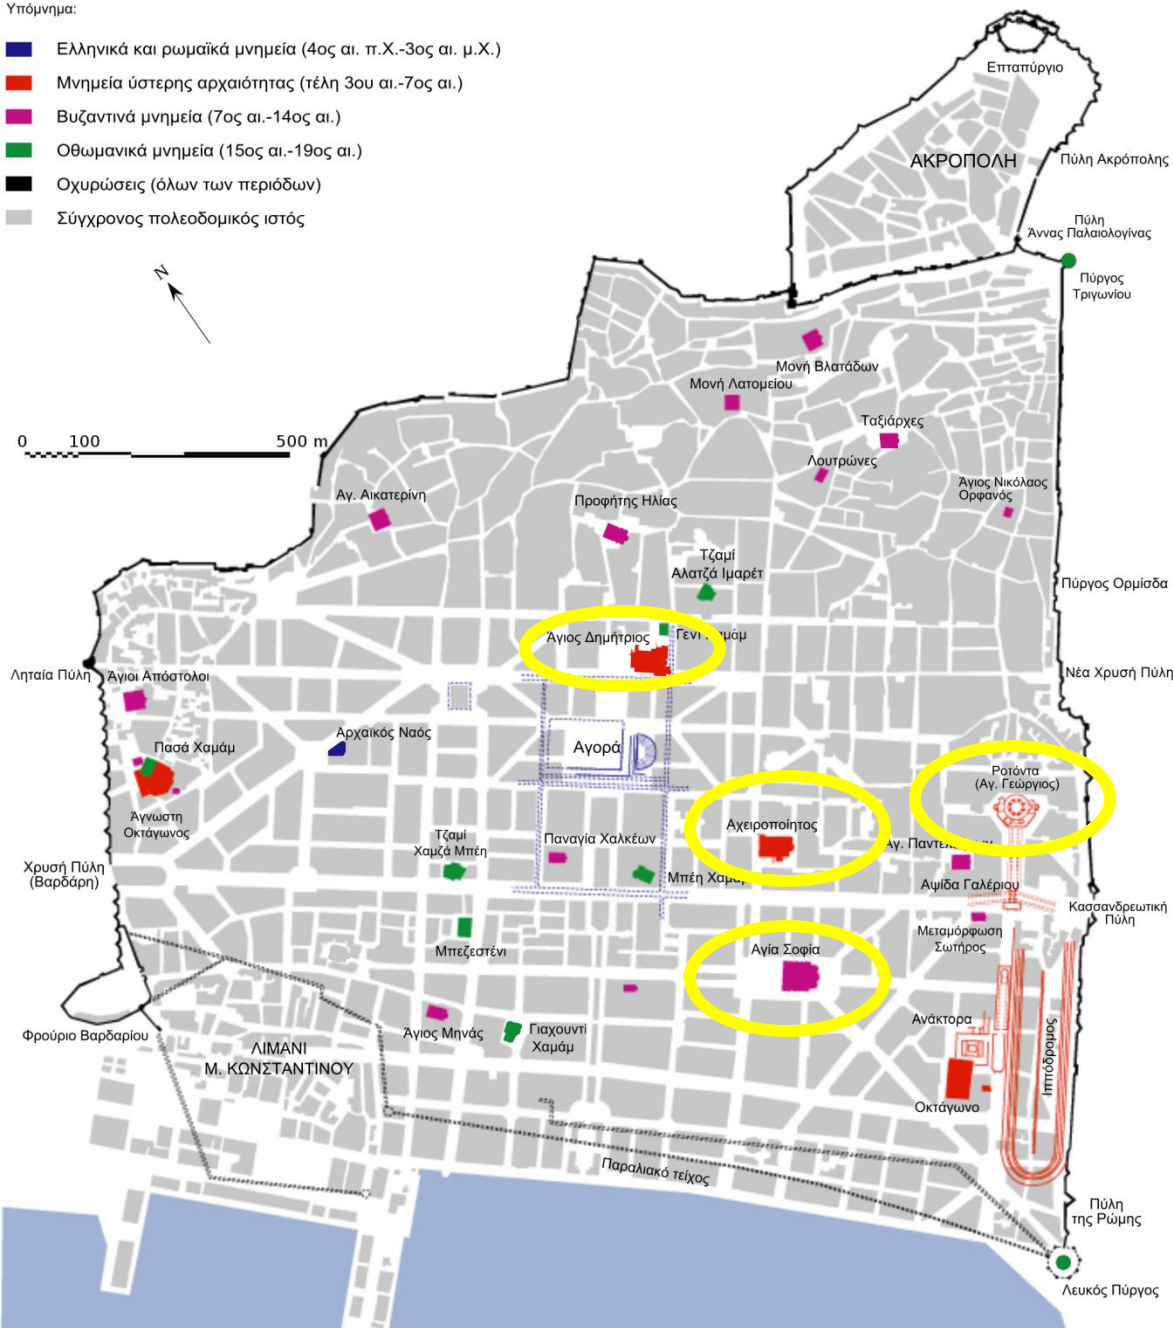 Υπόμνημα:
Ελληνικά και ρωμαϊκά μνημεία (4ος αι. π.Χ.-3ος αι. μ.Χ.)
Μνημεία ύστερης αρχαιότητας (τέλη 3ου αι.-7ος αι.)
Βυζαντινά μνημεία (7ος αι.-14ος αι.)
Οθωμανικά μνημεία (15ος αι.-19ος αι.)
Οχυρώσεις (όλων των περιόδων)
Σύγχρονος πολεοδομικός ιστός
N
0 100 500 m
Επταπύργιο
ΑΚΡΟΠΟΛΗ
Πύλη Ακρόπολης
Πύλη
Άννας Παλαιολογίνας
Πύργος
Τριγωνίου
Μονή Βλατάδων
Μονή Λατομείου
Ταξιάρχες
Λουτρώνες
Άγιος Νικόλαος
Ορφανός
Αγ. Αικατερίνη
Προφήτης Ηλίας
Τζαμί
Αλατζά Ιμαρέτ
Πύργος Ορμίσδα
Άγιος Δημήτριος
Γενί
Ληταία Πύλη
Άγιοι Απόστολοι
Νέα Χρυσή Πύλη
Αρχαϊκός Ναός
Αγορά
Πασά Χαμάμ
Ροτόντα
(Αγ. Γεώργιος)
Άγνωστη
Οκτάγωνος
Αχειροποίητος
Τζαμί
Χαμζά Μπέη
Παναγία Χαλκέων
Χρυσή Πύλη
(Βαρδάρη)
Μπέη
Αψίδα Γαλέριου
Κασσανδρεωτική
Πύλη
Μεταμόρφωση
Σωτήρος
Μπεζεστένι
Αγία Σοφία
Ανάκτορα
Φρούριο Βαρδαρίου
Άγιος Μηνάς
Γιαχουντί
Χαμάμ
ΛΙΜΑΝΙ
Μ. ΚΩΝΣΤΑΝΤΙΝΟΥ
Ιππόδρομος
Οκτάγωνο
Παραλιακό τείχος
Πύλη
της Ρώμης
Λευκός Πύργος